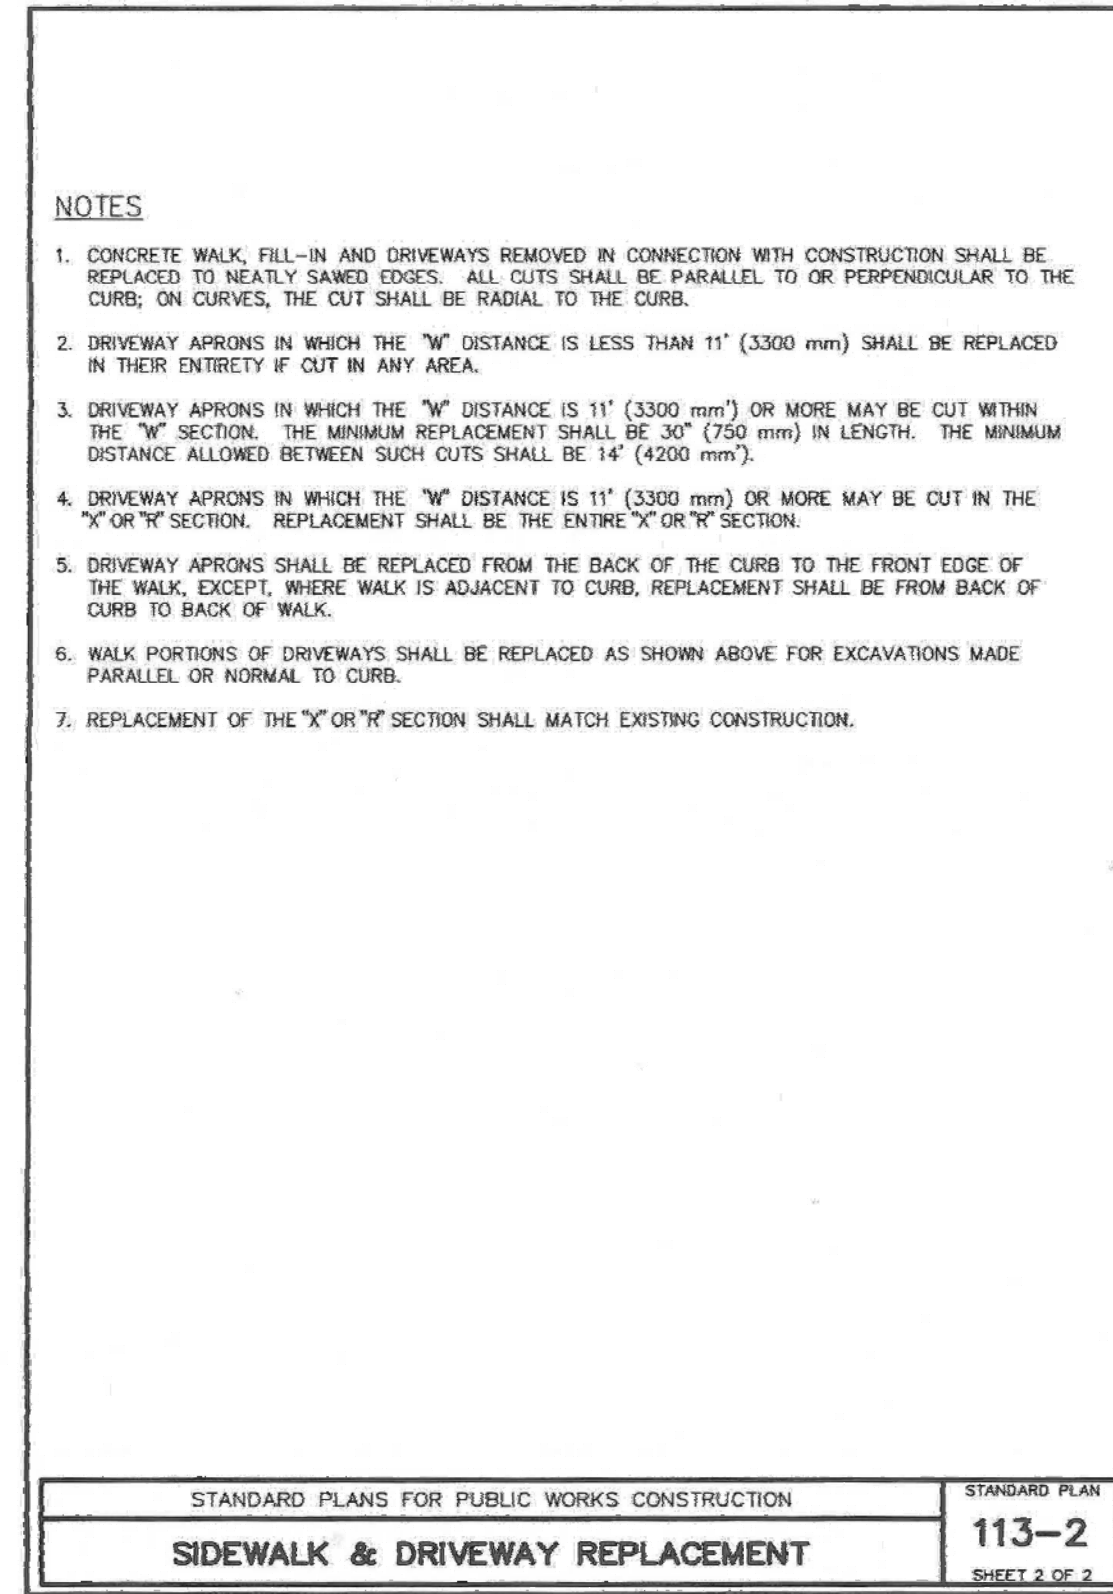 NOTES
1. CONCRETE WALK, FILL-IN AND DRIVEWAYS REMOVED IN CONNECTION WITH CONSTRUCTION SHALL BE
REPLACED TO NEATLY SAWED EDGES. ALL CUTS SHALL BE PARALLEL TO OR PERPENDICULAR TO THE
CURB; ON CURVES, THE CUT SHALL BE RADIAL TO THE CURB.
2. DRIVEWAY APRONS IN WHICH THE "W" DISTANCE IS LESS THAN 11' (3300 mm) SHALL BE REPLACED
IN THEIR ENTIRETY IF CUT IN ANY AREA.
3. DRIVEWAY APRONS IN WHICH THE "W" DISTANCE IS 11' (3300 mm') OR MORE MAY BE CUT WITHIN
THE "W" SECTION. THE MINIMUM REPLACEMENT SHALL BE 30" (750 mm) IN LENGTH. THE MINIMUM
DISTANCE ALLOWED BETWEEN SUCH CUTS SHALL BE 14' (4200 mm').
4. DRIVEWAY APRONS IN WHICH THE "W" DISTANCE IS 11' (3300 mm) OR MORE MAY BE CUT IN THE
"X" OR "R" SECTION. REPLACEMENT SHALL BE THE ENTIRE "X" OR "R" SECTION.
5. DRIVEWAY APRONS SHALL BE REPLACED FROM THE BACK OF THE CURB TO THE FRONT EDGE OF
THE WALK, EXCEPT, WHERE WALK IS ADJACENT TO CURB, REPLACEMENT SHALL BE FROM BACK OF
CURB TO BACK OF WALK.
6. WALK PORTIONS OF DRIVEWAYS SHALL BE REPLACED AS SHOWN ABOVE FOR EXCAVATIONS MADE
PARALLEL OR NORMAL TO CURB.
7. REPLACEMENT OF THE "X" OR "R" SECTION SHALL MATCH EXISTING CONSTRUCTION.
STANDARD PLANS FOR PUBLIC WORKS CONSTRUCTION
SIDEWALK & DRIVEWAY REPLACEMENT
STANDARD PLAN
113-2
SHEET 2 OF 2